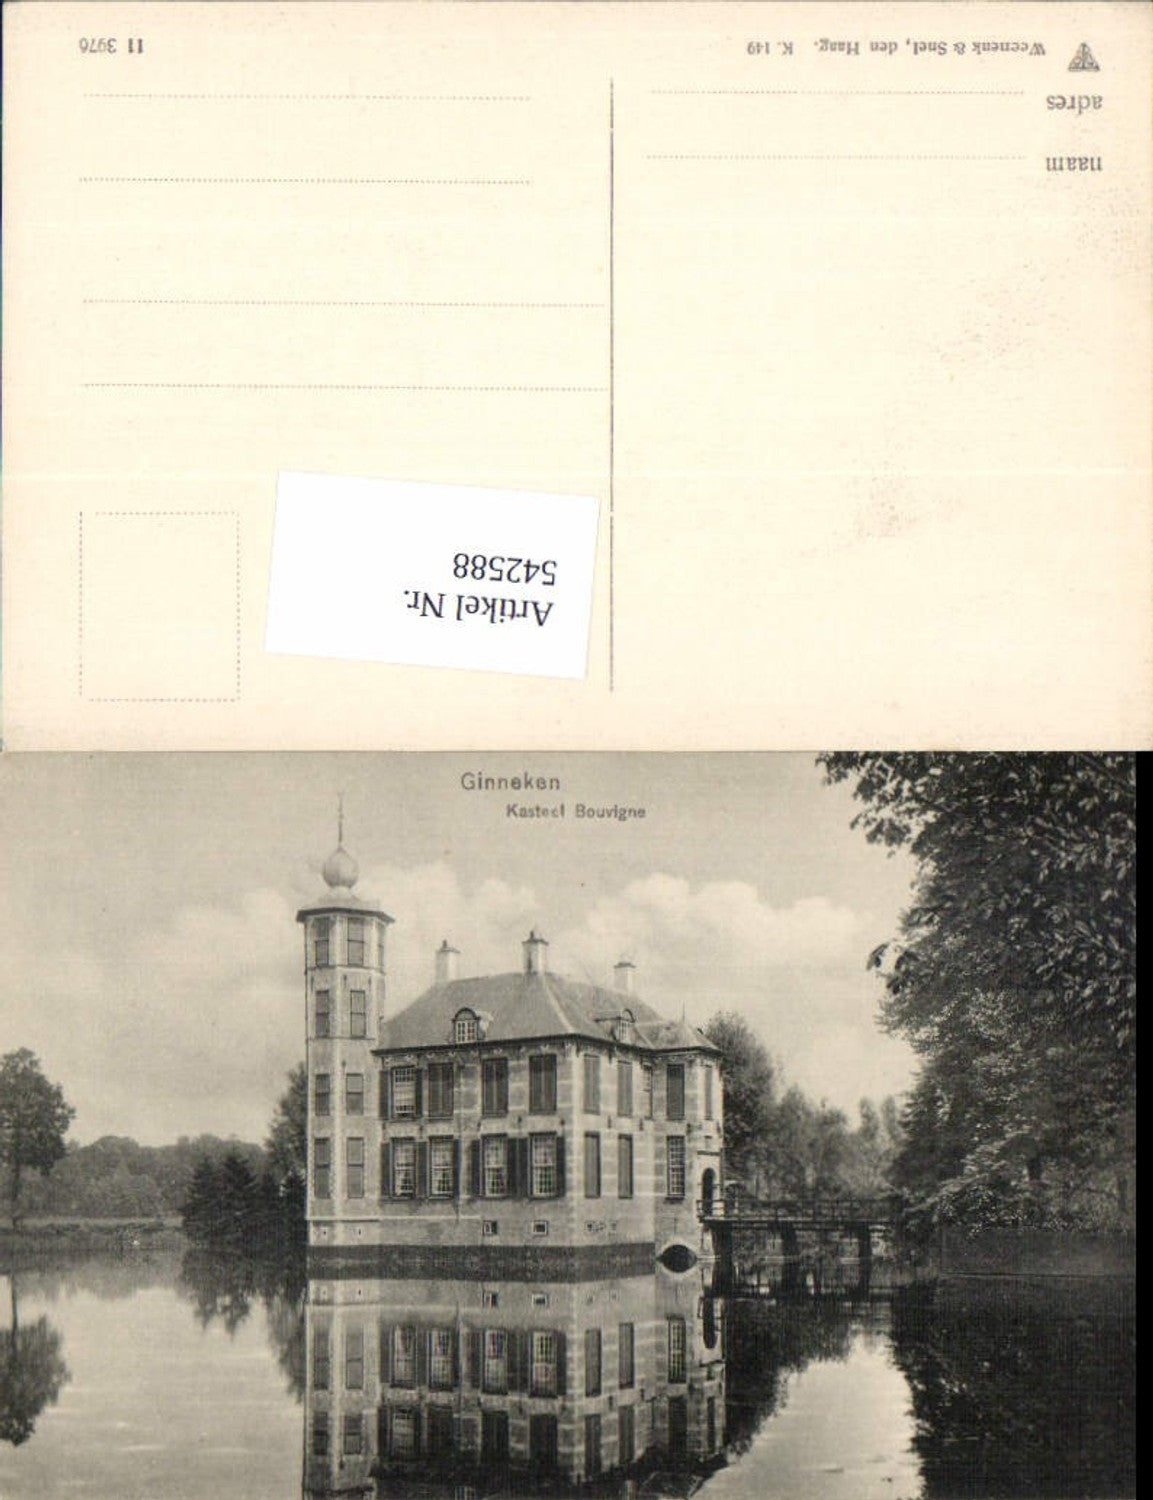 Weenenk & Snel, den Haag. K. 149
11 3976
adres
naam
Artikel Nr.
542588
Ginneken
Kasteel Bouvigne